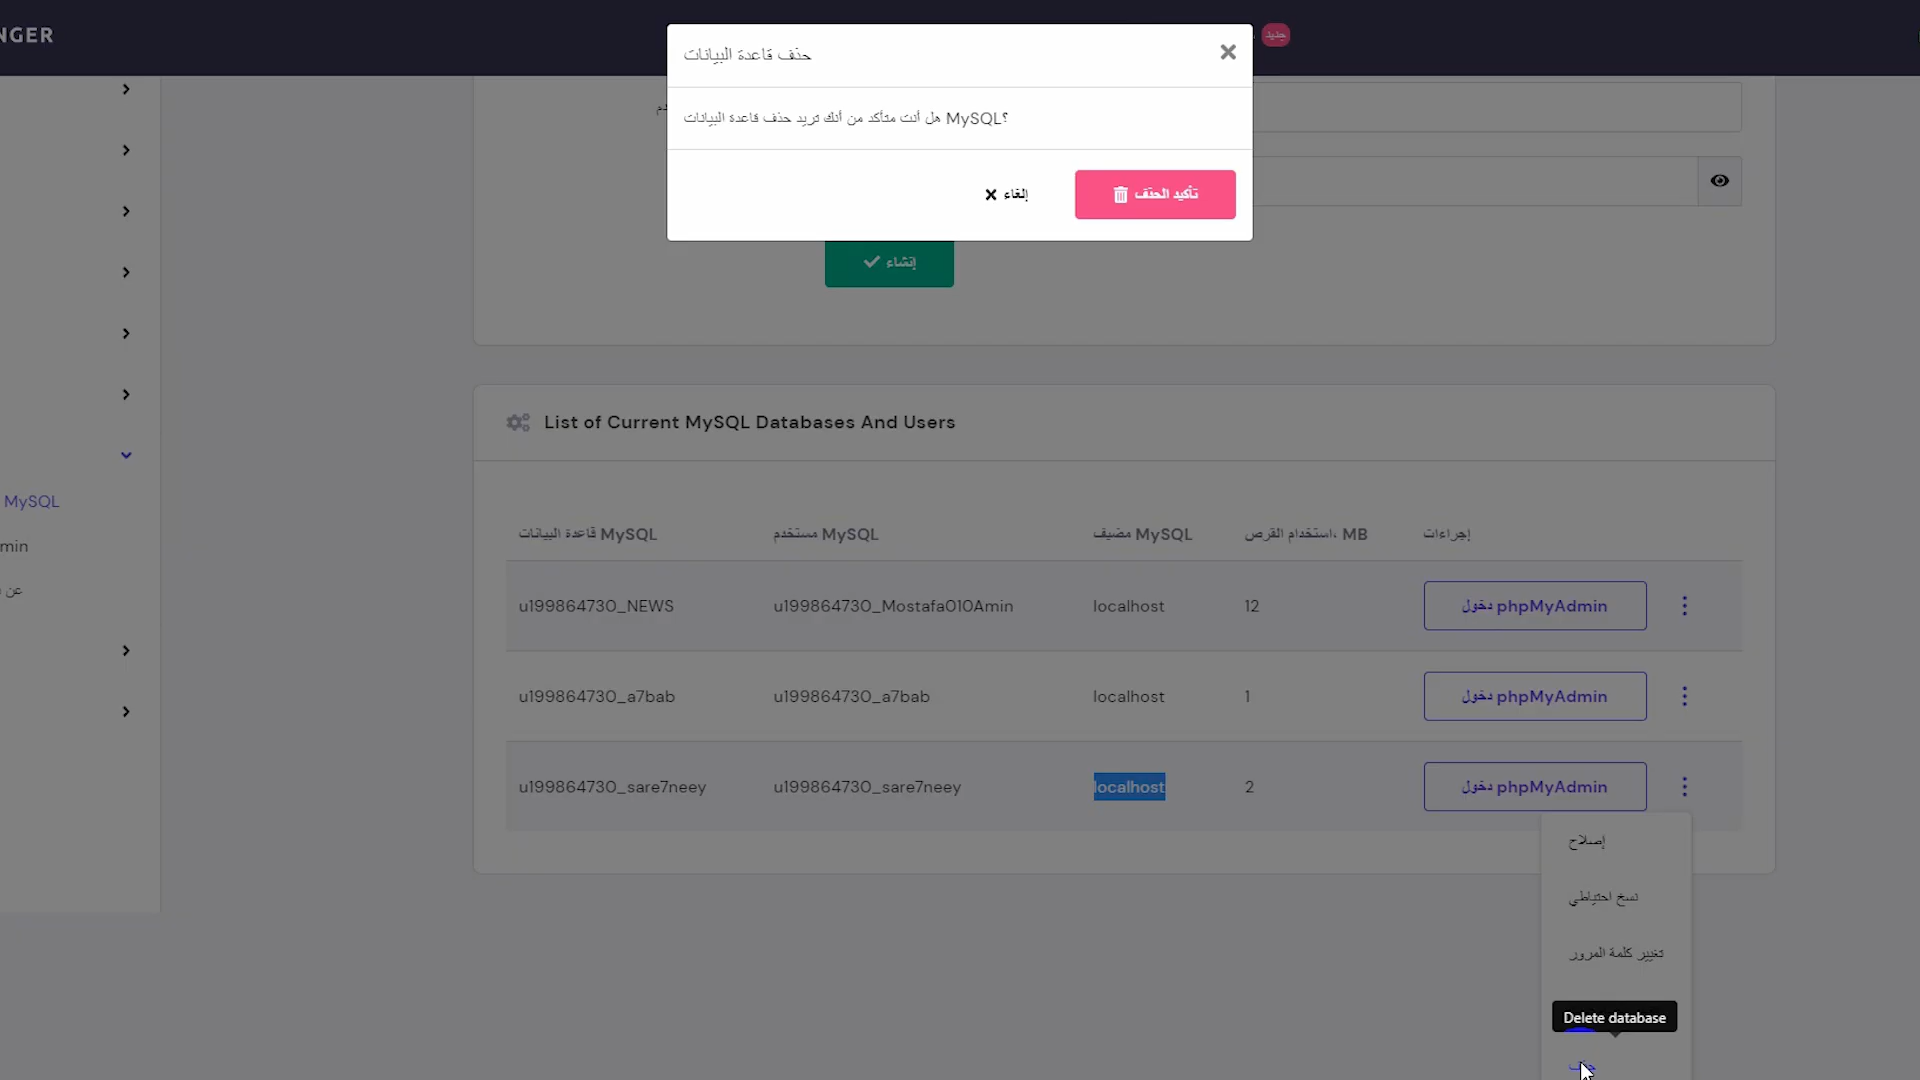 NGER
جديد
حذف قاعدة البيانات
هل أنت متأكد من أنك تريد حذف قاعدة البيانات MySQL؟
إلغاء
تأكيد الحذف
إنشاء
List of Current MySQL Databases And Users
MySQL
min
عن
قاعدة البيانات MySQL
مستخدم MySQL
مضيف MySQL
استخدام القرص، MB
إجراءات
u199864730_NEWS
u199864730_Mostafa010Amin
localhost
12
دخول phpMyAdmin
u199864730_a7bab
u199864730_a7bab
localhost
1
دخول phpMyAdmin
u199864730_sare7neey
u199864730_sare7neey
localhost
2
دخول phpMyAdmin
إصلاح
نسخ احتياطي
تغيير كلمة المرور
Delete database